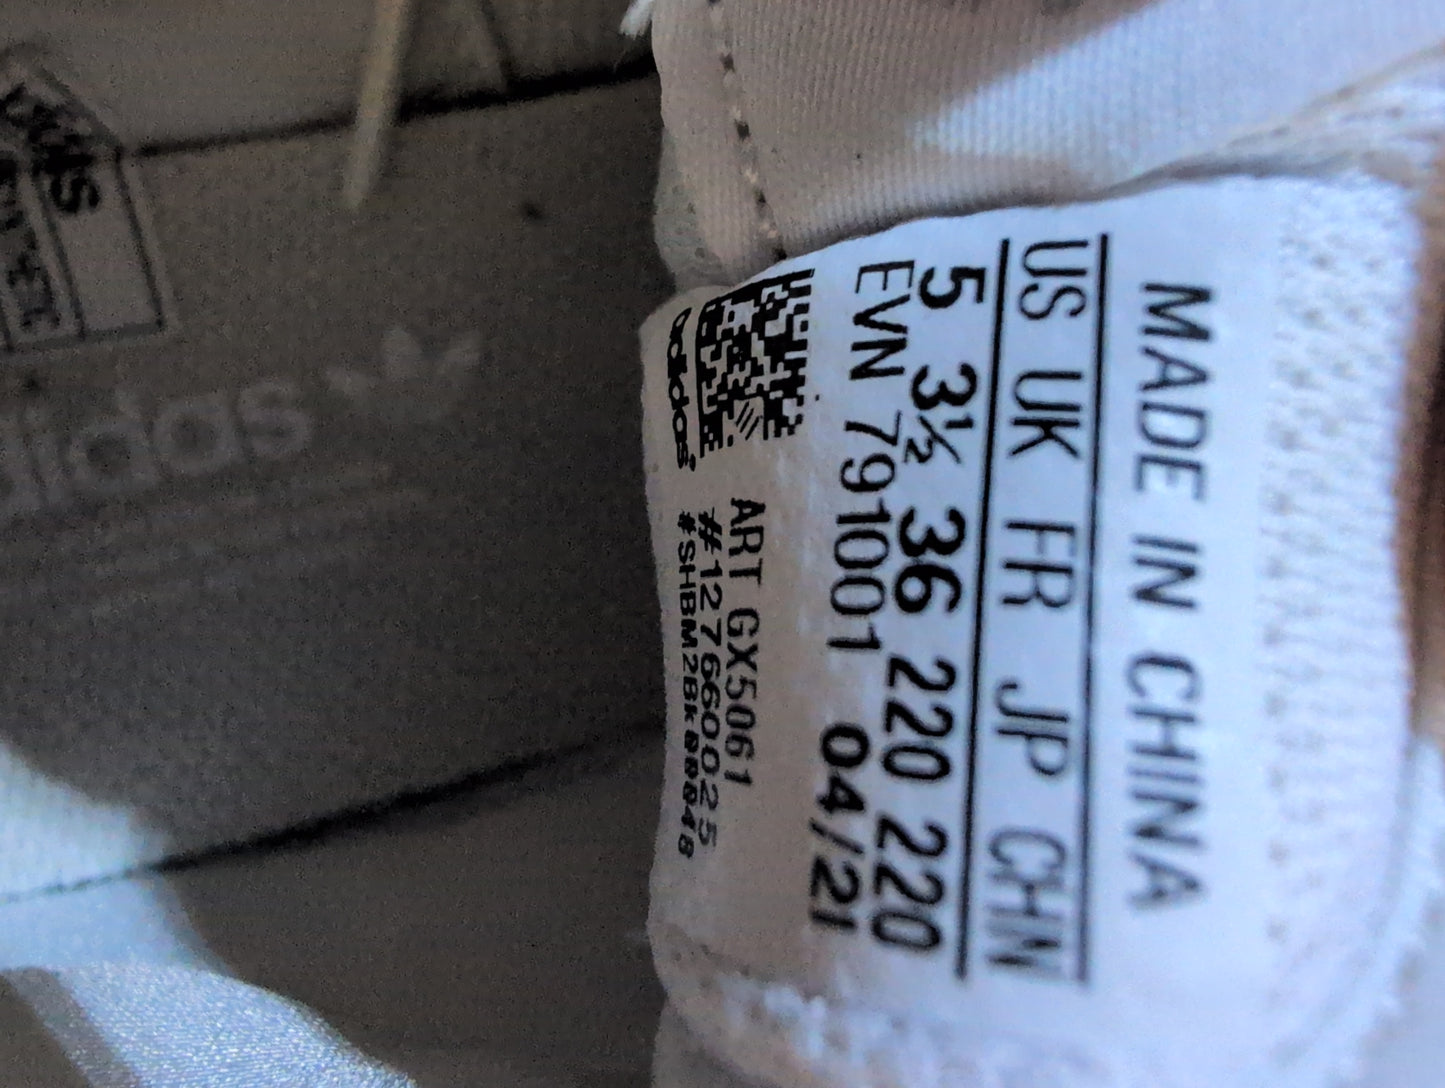 MADE IN CHINA
US UK FR JP CHN
5 3½ 36 220 220
EVN 791001 04/21
ART GX5061
#127660025
adidas
adidas